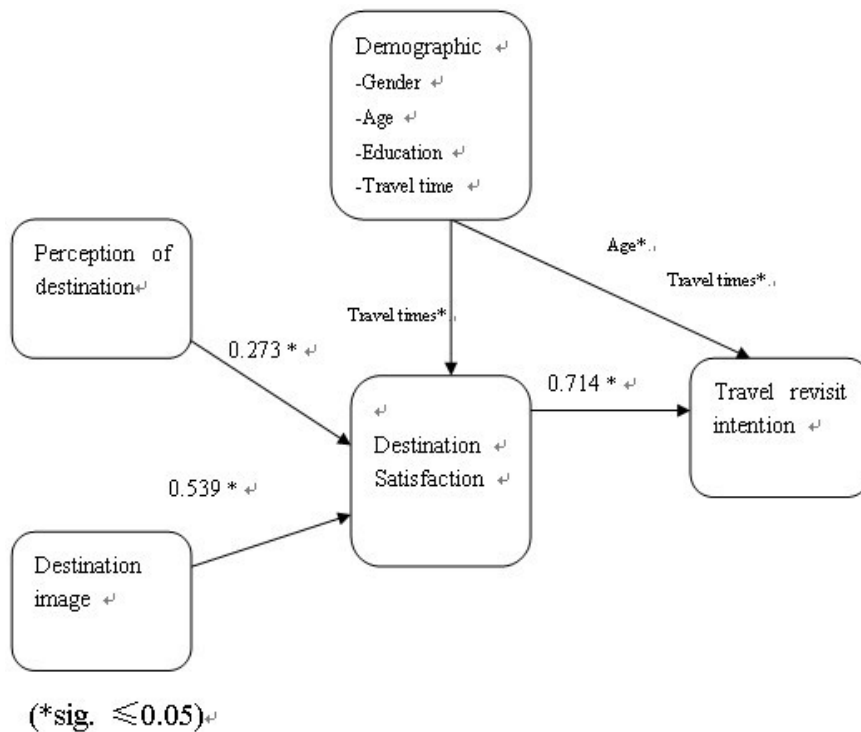 Demographic ↵
-Gender ↵
-Age ↵
-Education ↵
-Travel time ↵
Perception of
destination↵
Age*↵
Travel times*↵
Travel times*↵
0.273 * ↵
0.714 * ↵
Travel revisit
intention ↵
↵
Destination ↵
Satisfaction ↵
0.539 * ↵
Destination
image ↵
(*sig. ≤0.05)↵